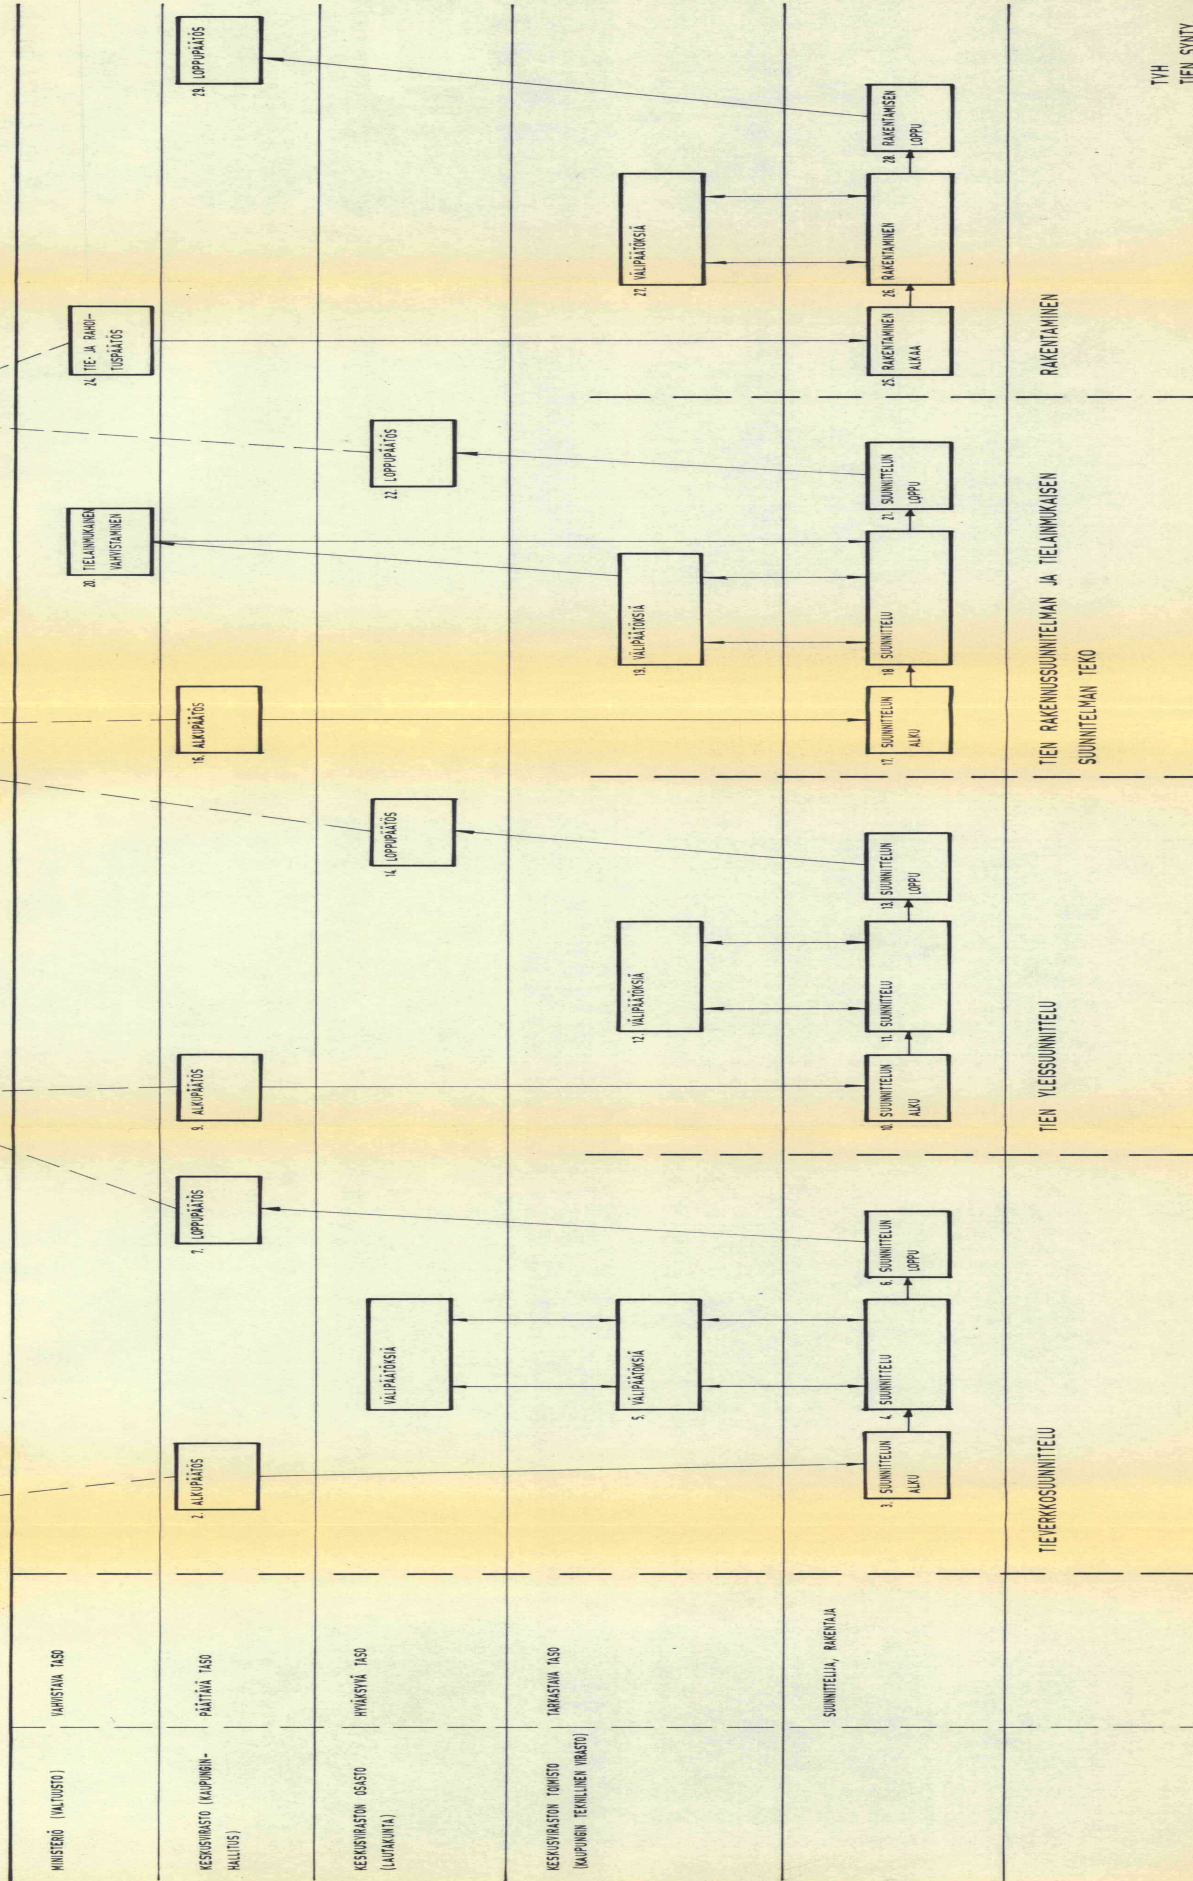 MINISTERIÖ (VALTUUSTO)
VAHVISTAVA TASO
20. TIELAINMUKAINEN
VAHVISTAMINEN
24. TIE- JA RAHOI-
TUSPÄÄTÖS
KESKUSVIRASTO (KAUPUNGIN-
HALLITUS)
PÄÄTTÄVÄ TASO
2. ALKUPÄÄTÖS
7. LOPPUPÄÄTÖS
9. ALKUPÄÄTÖS
16. ALKUPÄÄTÖS
29. LOPPUPÄÄTÖS
KESKUSVIRASTON OSASTO
(LAUTAKUNTA)
HYVÄKSYVÄ TASO
VÄLIPÄÄTÖKSIÄ
14. LOPPUPÄÄTÖS
22. LOPPUPÄÄTÖS
KESKUSVIRASTON TOIMISTO
(KAUPUNGIN TEKNILLINEN VIRASTO)
TARKASTAVA TASO
5. VÄLIPÄÄTÖKSIÄ
12. VÄLIPÄÄTÖKSIÄ
19. VÄLIPÄÄTÖKSIÄ
27. VÄLIPÄÄTÖKSIÄ
SUUNNITTELIJA, RAKENTAJA
3. SUUNNITTELUN
ALKU
4. SUUNNITTELU
6. SUUNNITTELUN
LOPPU
10. SUUNNITTELUN
ALKU
11. SUUNNITTELU
13. SUUNNITTELUN
LOPPU
17. SUUNNITTELUN
ALKU
18 SUUNNITTELU
21. SUUNNITTELUN
LOPPU
25. RAKENTAMINEN
ALKAA
26. RAKENTAMINEN
28. RAKENTAMISEN
LOPPU
TIEVERKKOSUUNNITTELU
TIEN YLEISSUUNNITTELU
TIEN RAKENNUSSUUNNITELMAN JA TIELAINMUKAISEN
SUUNNITELMAN TEKO
RAKENTAMINEN
TVH
TIEN SYNTY